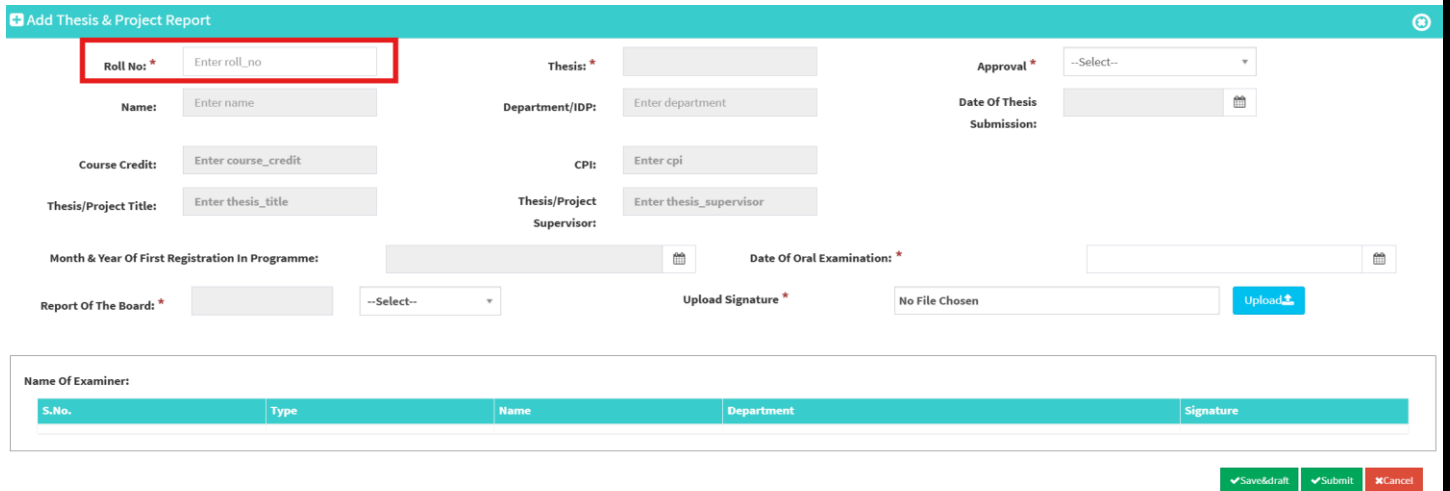 Add Thesis & Project Report
Roll No: * Enter roll_no Thesis: * Approval * --Select--
Name: Enter name Department/IDP: Enter department Date Of Thesis
Submission:
Course Credit: Enter course_credit CPI: Enter cpi
Thesis/Project Title: Enter thesis_title Thesis/Project Enter thesis_supervisor
Supervisor:
Month & Year Of First Registration In Programme: Date Of Oral Examination: *
Report Of The Board: * --Select-- Upload Signature * No File Chosen Upload
Name Of Examiner:
S.No. Type Name Department Signature
Save&draft Submit Cancel